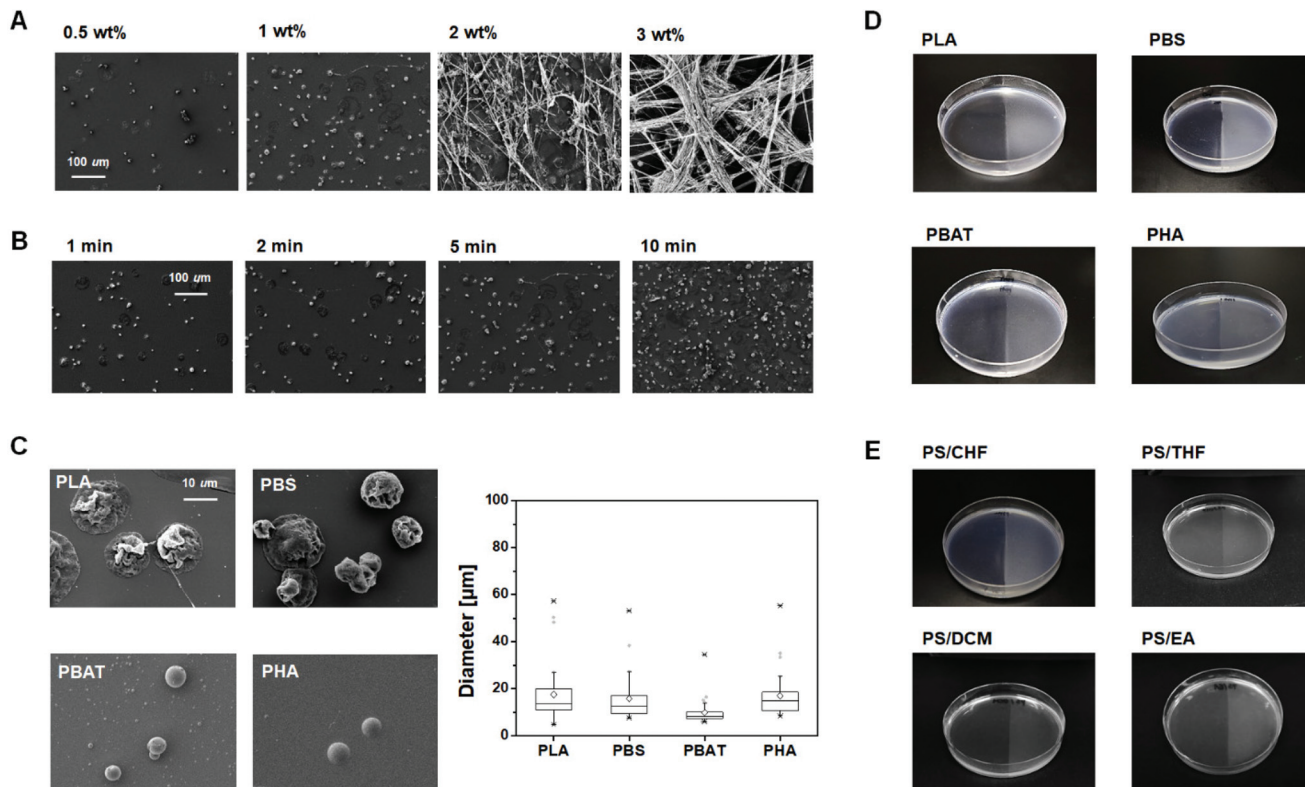 A
0.5 wt%
1 wt%
2 wt%
3 wt%
100 um
B
1 min
2 min
5 min
10 min
100 um
C
PLA
10 um
PBS
PBAT
PHA
Diameter [µm]
100
80
60
40
20
0
PLA
PBS
PBAT
PHA
D
PLA
PBS
PBAT
PHA
E
PS/CHF
PS/THF
PS/DCM
PS/EA